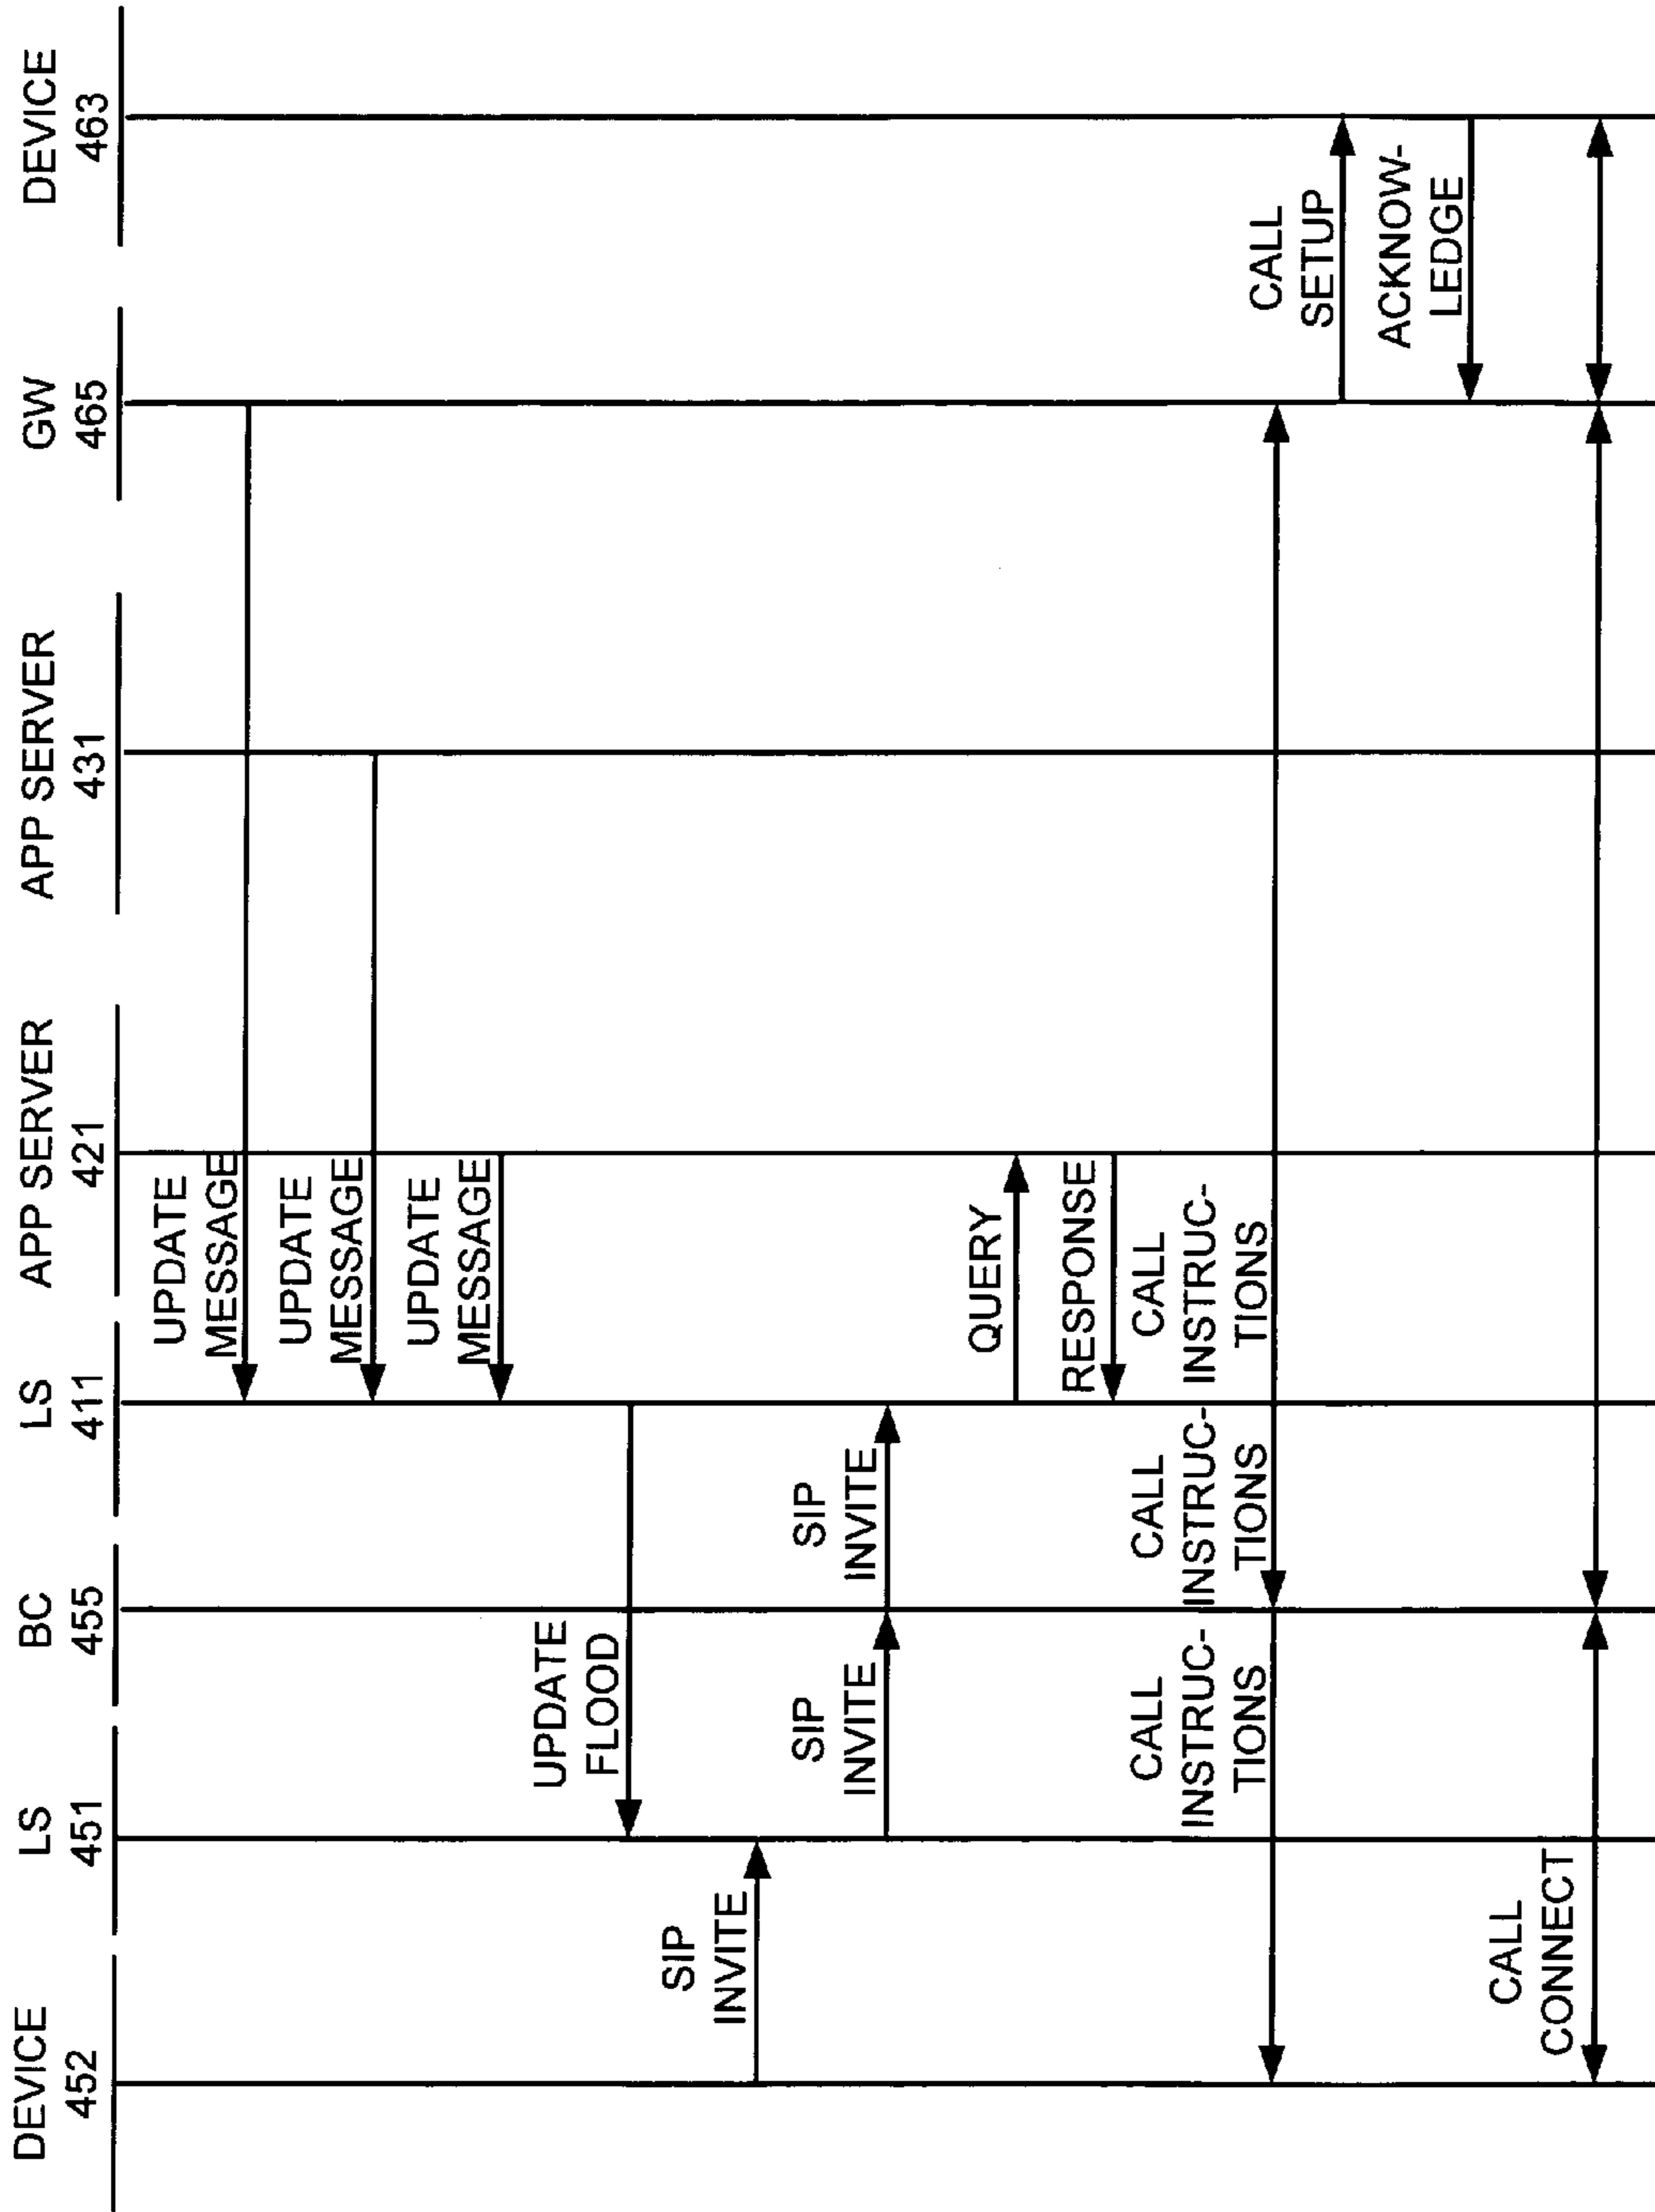 DEVICE
452
LS
451
BC
455
LS
411
APP SERVER
421
APP SERVER
431
GW
465
DEVICE
463
UPDATE
MESSAGE
UPDATE
MESSAGE
UPDATE
MESSAGE
UPDATE
FLOOD
SIP
INVITE
SIP
INVITE
SIP
INVITE
QUERY
RESPONSE
CALL
INSTRUC-
TIONS
CALL
INSTRUC-
TIONS
CALL
INSTRUC-
TIONS
CALL
SETUP
ACKNOW-
LEDGE
CALL
CONNECT